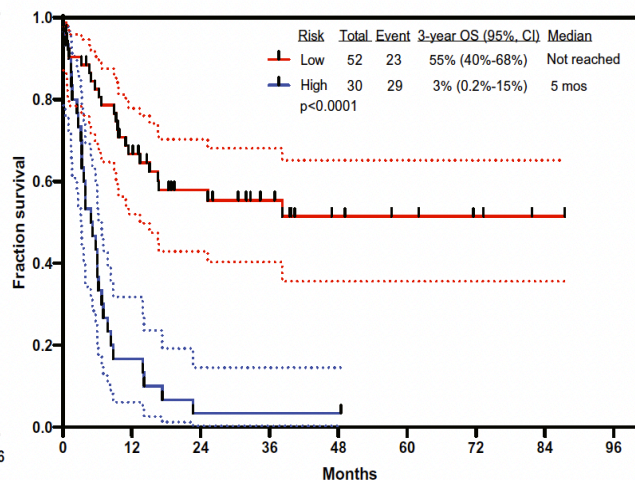 Risk Total Event 3-year OS (95%, CI) Median
Low 52 23 55% (40%-68%) Not reached
High 30 29 3% (0.2%-15%) 5 mos
p<0.0001
Fraction survival
1.0
0.8
0.6
0.4
0.2
0.0
0 12 24 36 48 60 72 84 96
Months
6